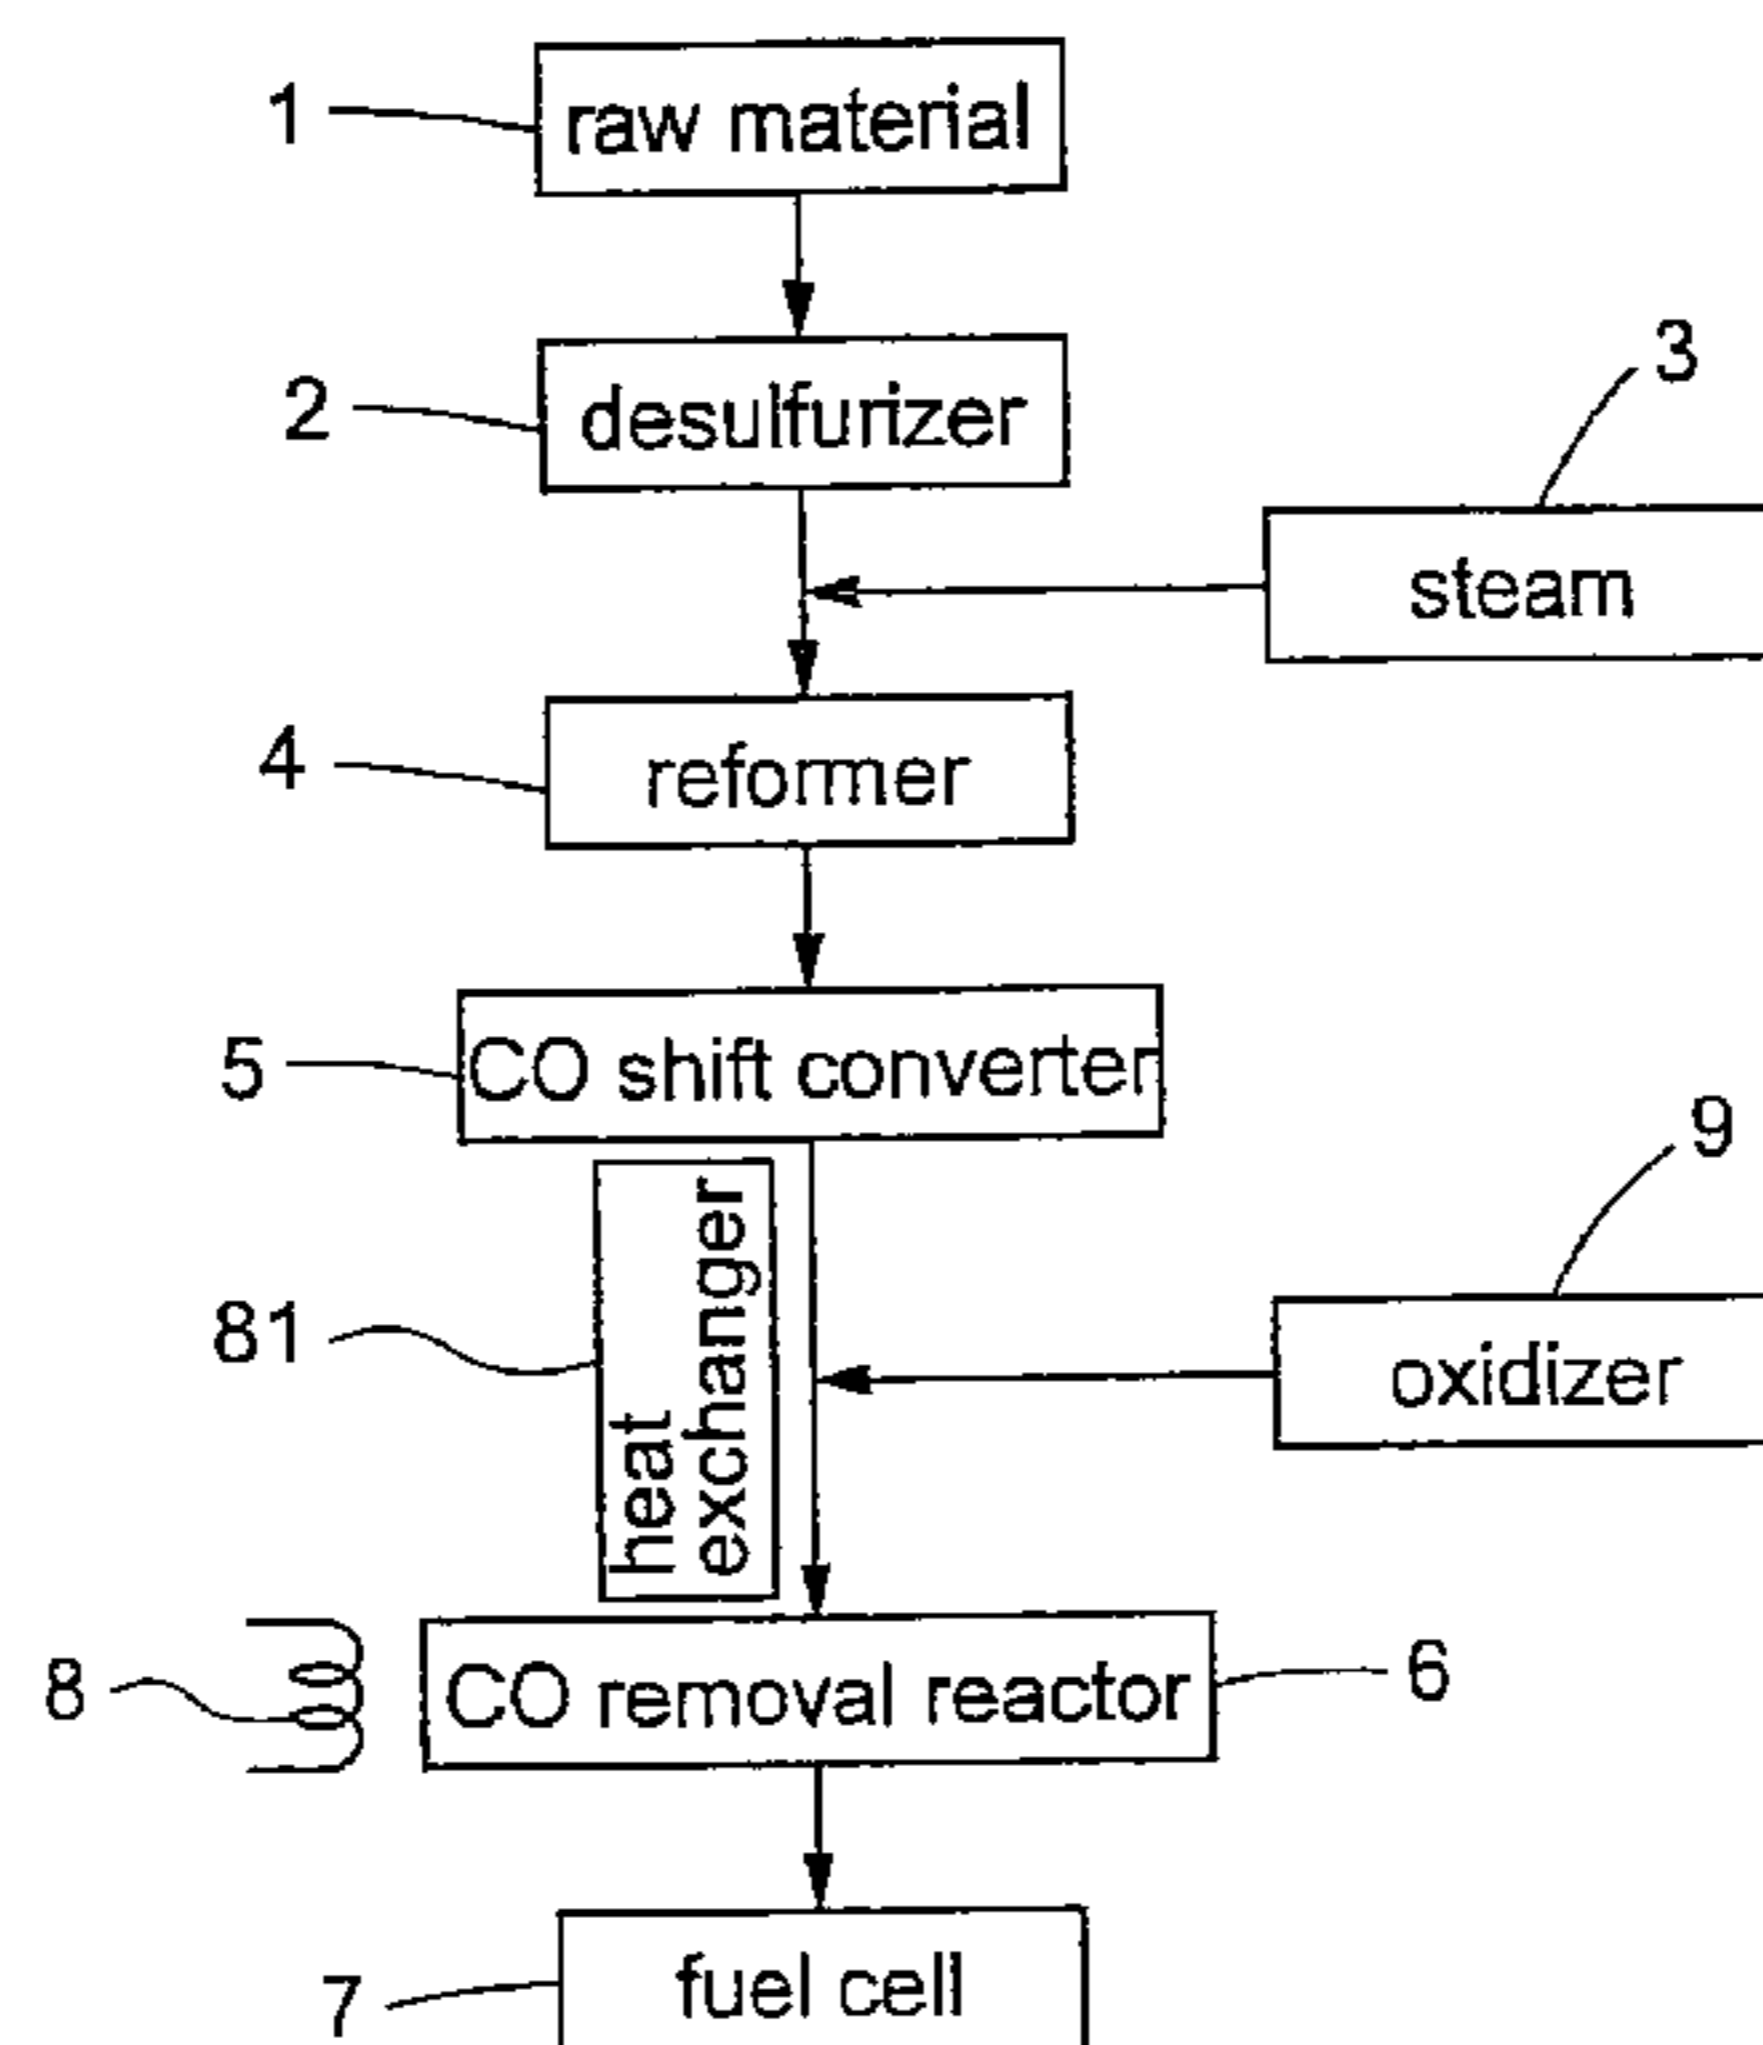 1
raw material
2
desulfurizer
3
steam
4
reformer
5
CO shift converter
81
heat
exchanger
9
oxidizer
8
CO removal reactor
6
7
fuel cell